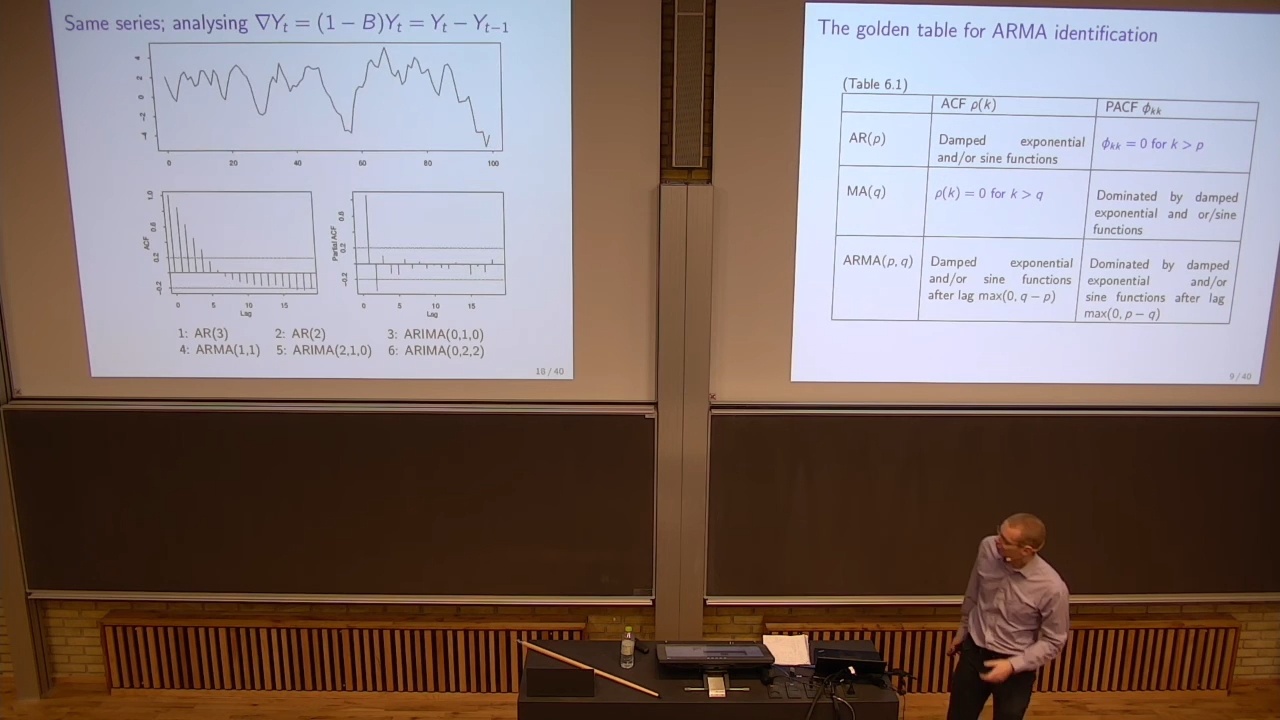 Same series; analysing ∇Yₜ = (1 − B)Yₜ = Yₜ − Yₜ₋₁
4
2
0
-2
-4
0 20 40 60 80 100
1.0
0.6
0.2
-0.2
ACF
0 5 10 15
Lag
0.6
0.2
-0.2
Partial ACF
0 5 10 15
Lag
1: AR(3) 2: AR(2) 3: ARIMA(0,1,0)
4: ARMA(1,1) 5: ARIMA(2,1,0) 6: ARIMA(0,2,2)
18 / 40
The golden table for ARMA identification
(Table 6.1)
ACF ρ(k) PACF ϕₖₖ
AR(p) Damped exponential ϕₖₖ = 0 for k > p
and/or sine functions
MA(q) ρ(k) = 0 for k > q Dominated by damped
exponential and or/sine
functions
ARMA(p, q) Damped exponential Dominated by damped
and/or sine functions exponential and/or
after lag max(0, q − p) sine functions after lag
max(0, p − q)
9 / 40